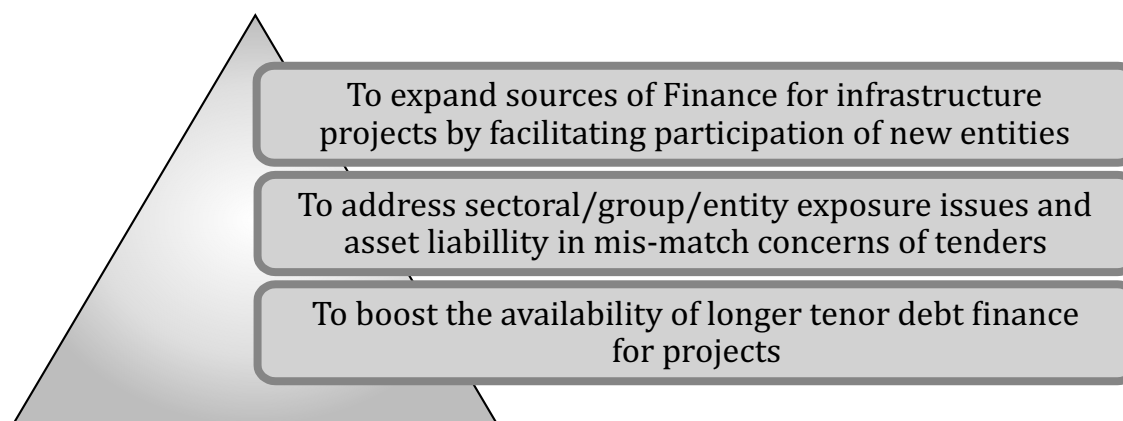 To expand sources of Finance for infrastructure
projects by facilitating participation of new entities
To address sectoral/group/entity exposure issues and
asset liabillity in mis-match concerns of tenders
To boost the availability of longer tenor debt finance
for projects